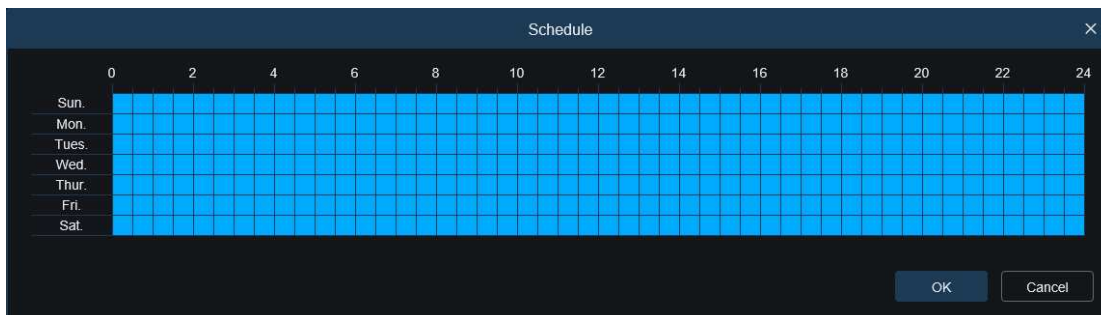 Schedule ×
0 2 4 6 8 10 12 14 16 18 20 22 24
Sun.
Mon.
Tues.
Wed.
Thur.
Fri.
Sat.
OK Cancel